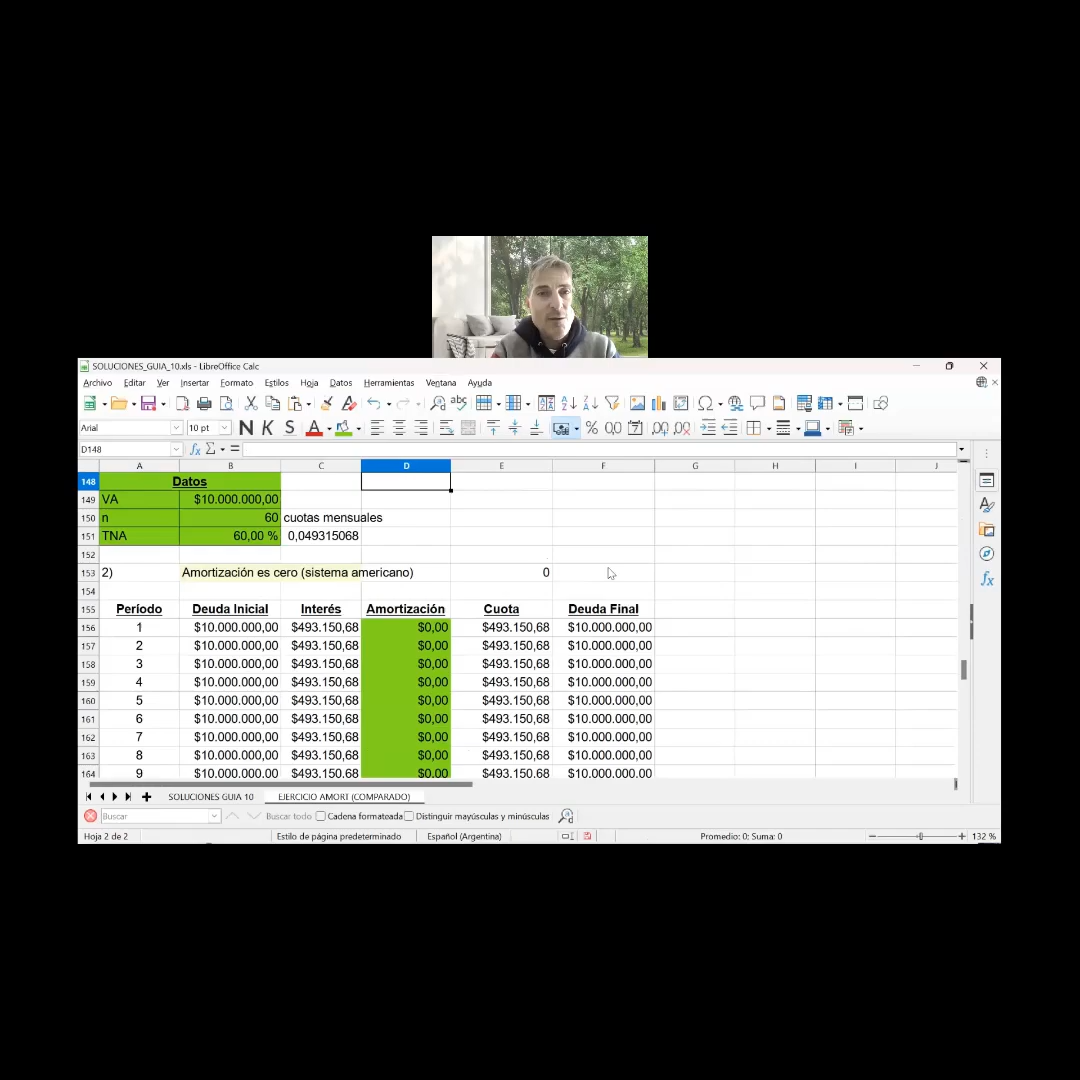 SOLUCIONES_GUIA_10.xls - LibreOffice Calc
Archivo Editar Ver Insertar Formato Estilos Hoja Datos Herramientas Ventana Ayuda
Arial 10 pt N K S A % 0,0 7 .00 .00
D148 fx Σ =
A B C D E F G H I J
148 Datos
149 VA $10.000.000,00
150 n 60 cuotas mensuales
151 TNA 60,00 % 0,049315068
152
153 2) Amortización es cero (sistema americano) 0
154
155 Período Deuda Inicial Interés Amortización Cuota Deuda Final
156 1 $10.000.000,00 $493.150,68 $0,00 $493.150,68 $10.000.000,00
157 2 $10.000.000,00 $493.150,68 $0,00 $493.150,68 $10.000.000,00
158 3 $10.000.000,00 $493.150,68 $0,00 $493.150,68 $10.000.000,00
159 4 $10.000.000,00 $493.150,68 $0,00 $493.150,68 $10.000.000,00
160 5 $10.000.000,00 $493.150,68 $0,00 $493.150,68 $10.000.000,00
161 6 $10.000.000,00 $493.150,68 $0,00 $493.150,68 $10.000.000,00
162 7 $10.000.000,00 $493.150,68 $0,00 $493.150,68 $10.000.000,00
163 8 $10.000.000,00 $493.150,68 $0,00 $493.150,68 $10.000.000,00
164 9 $10.000.000,00 $493.150,68 $0,00 $493.150,68 $10.000.000,00
SOLUCIONES GUIA 10 EJERCICIO AMORT (COMPARADO)
Buscar Buscar todo Cadena formateada Distinguir mayúsculas y minúsculas
Hoja 2 de 2 Estilo de página predeterminado Español (Argentina) Promedio: 0; Suma: 0 132 %